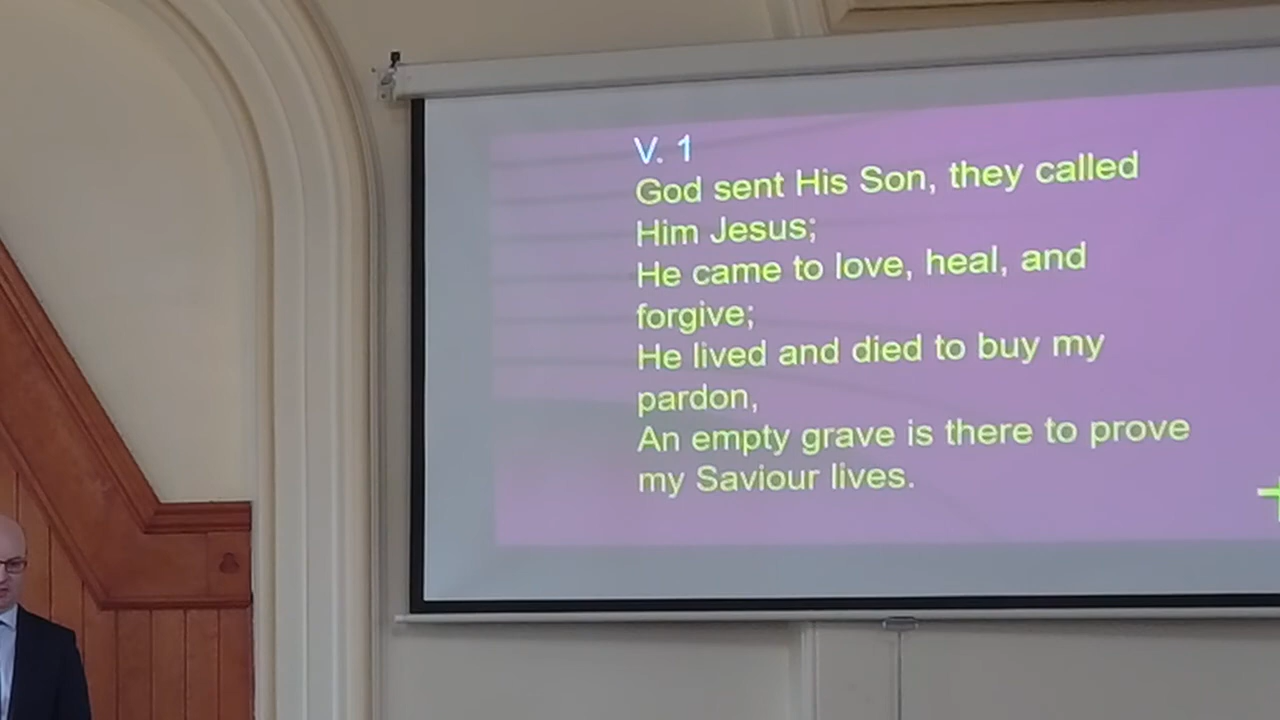 V. 1
God sent His Son, they called
Him Jesus;
He came to love, heal, and
forgive;
He lived and died to buy my
pardon,
An empty grave is there to prove
my Saviour lives.